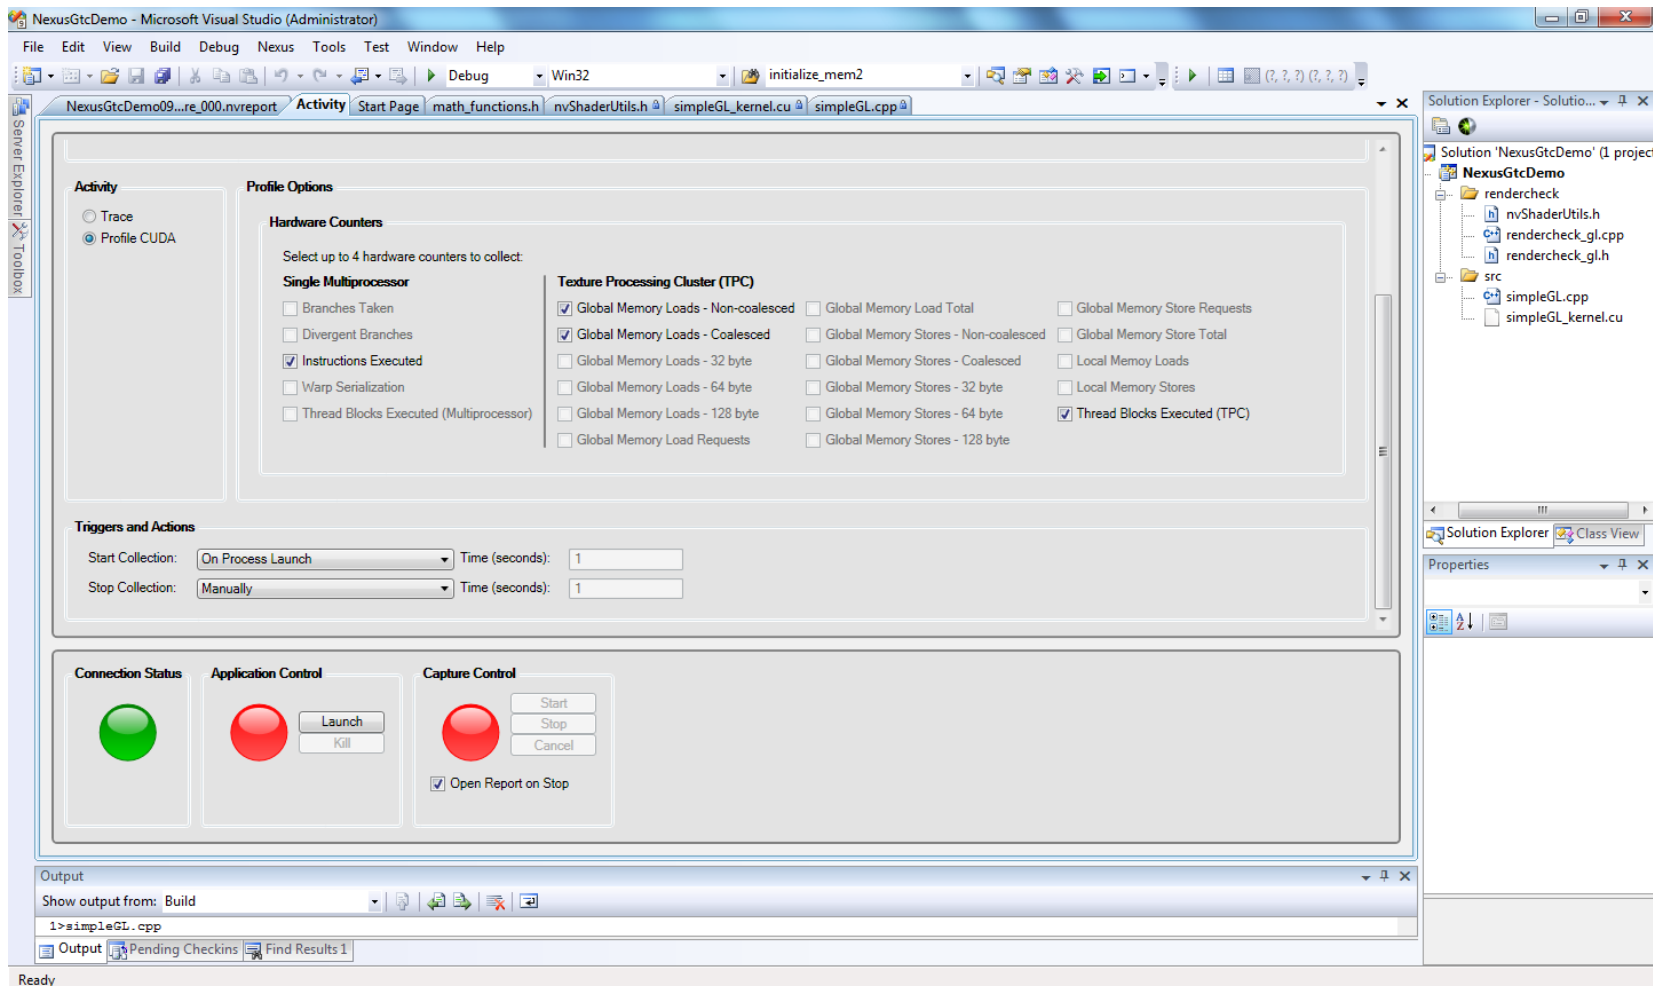 NexusGtcDemo - Microsoft Visual Studio (Administrator)
File Edit View Build Debug Nexus Tools Test Window Help
Debug Win32 initialize_mem2 (?, ?, ?) (?, ?, ?)
NexusGtcDemo09...re_000.nvreport Activity Start Page math_functions.h nvShaderUtils.h simpleGL_kernel.cu simpleGL.cpp
Server Explorer
Toolbox
Activity
Trace
Profile CUDA
Profile Options
Hardware Counters
Select up to 4 hardware counters to collect:
Single Multiprocessor
Branches Taken
Divergent Branches
Instructions Executed
Warp Serialization
Thread Blocks Executed (Multiprocessor)
Texture Processing Cluster (TPC)
Global Memory Loads - Non-coalesced
Global Memory Loads - Coalesced
Global Memory Loads - 32 byte
Global Memory Loads - 64 byte
Global Memory Loads - 128 byte
Global Memory Load Requests
Global Memory Load Total
Global Memory Stores - Non-coalesced
Global Memory Stores - Coalesced
Global Memory Stores - 32 byte
Global Memory Stores - 64 byte
Global Memory Stores - 128 byte
Global Memory Store Requests
Global Memory Store Total
Local Memoy Loads
Local Memory Stores
Thread Blocks Executed (TPC)
Triggers and Actions
Start Collection: On Process Launch Time (seconds): 1
Stop Collection: Manually Time (seconds): 1
Connection Status
Application Control
Launch
Kill
Capture Control
Start
Stop
Cancel
Open Report on Stop
Output
Show output from: Build
1>simpleGL.cpp
Output Pending Checkins Find Results 1
Ready
Solution Explorer - Solutio...
Solution 'NexusGtcDemo' (1 project
NexusGtcDemo
rendercheck
nvShaderUtils.h
rendercheck_gl.cpp
rendercheck_gl.h
src
simpleGL.cpp
simpleGL_kernel.cu
Solution Explorer Class View
Properties